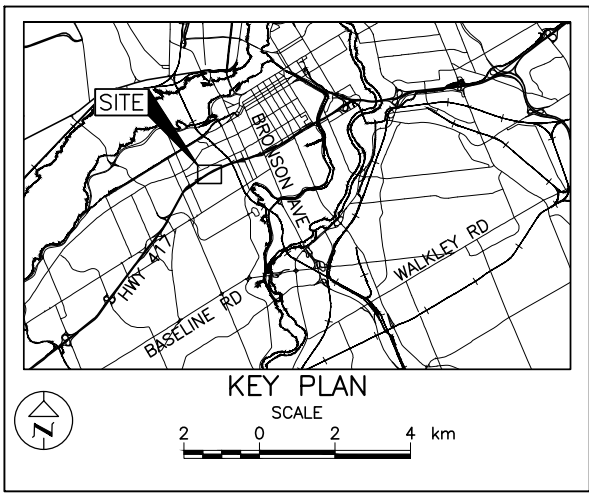 SITE
BRONSON AVE
HWY 417
BASELINE RD
WALKLEY RD
KEY PLAN
SCALE
2 0 2 4 km
N